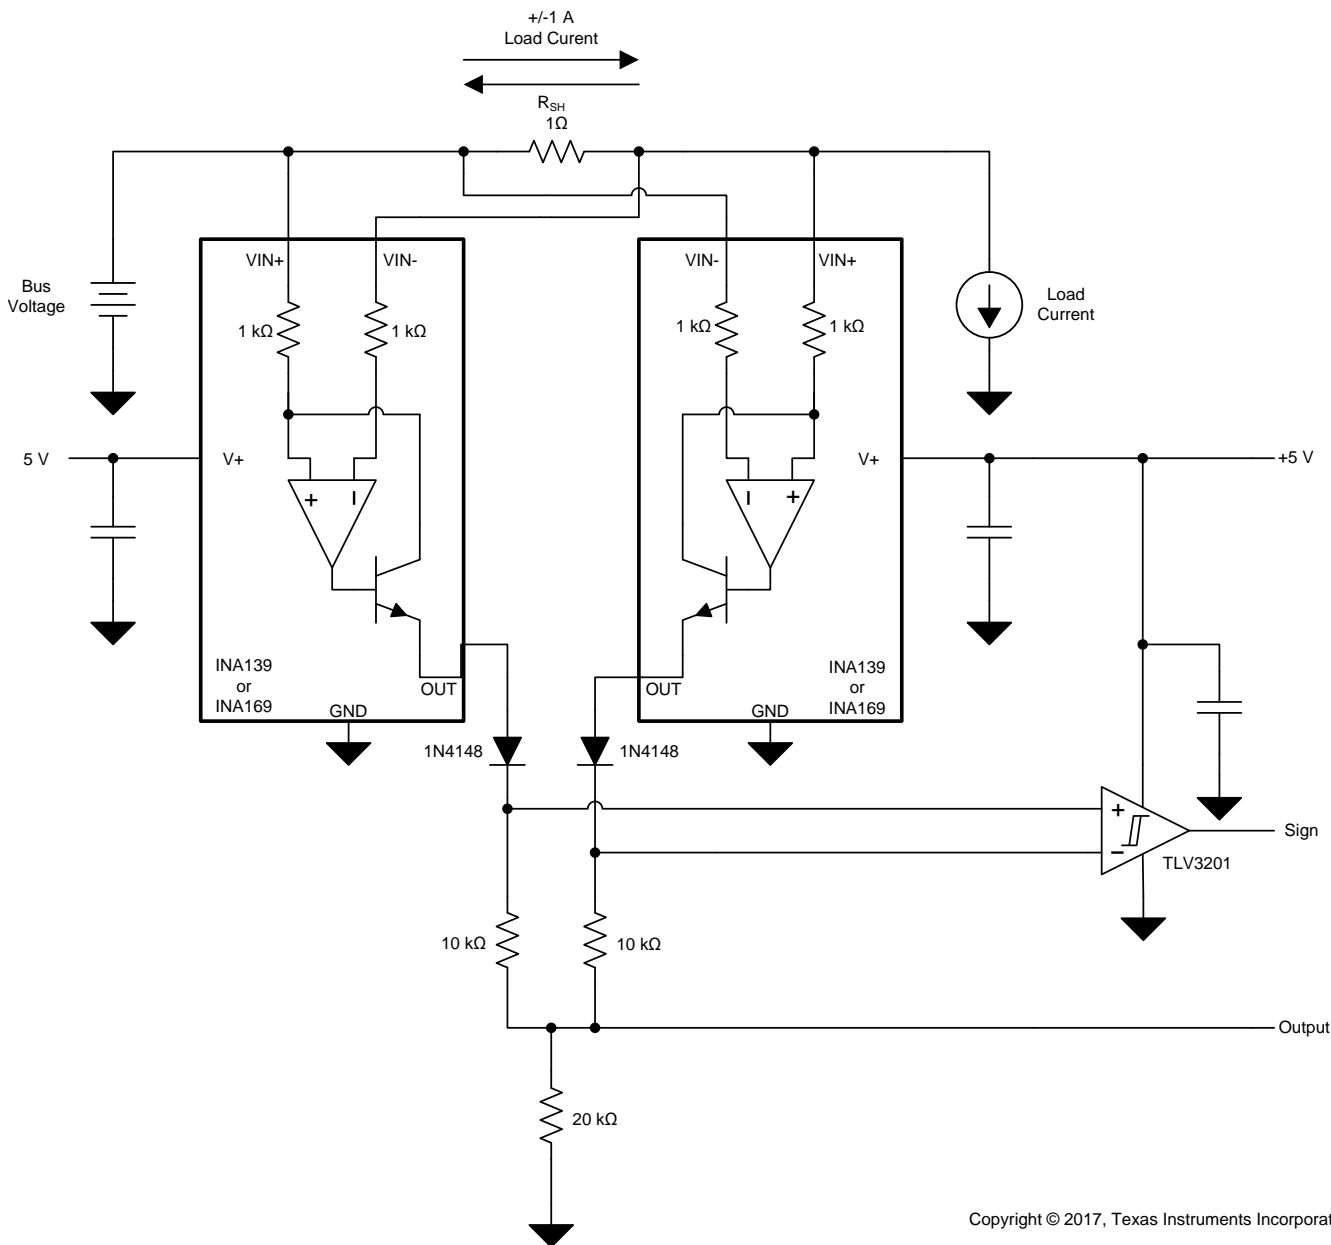 +/-1 A
Load Curent
RSH
1Ω
VIN+
VIN-
VIN-
VIN+
Bus
Voltage
1 kΩ
1 kΩ
1 kΩ
1 kΩ
Load
Current
5 V
V+
V+
+5 V
+
–
–
+
INA139
or
INA169
OUT
GND
OUT
INA139
or
INA169
GND
1N4148
1N4148
+
–
TLV3201
Sign
10 kΩ
10 kΩ
Output
20 kΩ
Copyright © 2017, Texas Instruments Incorporat